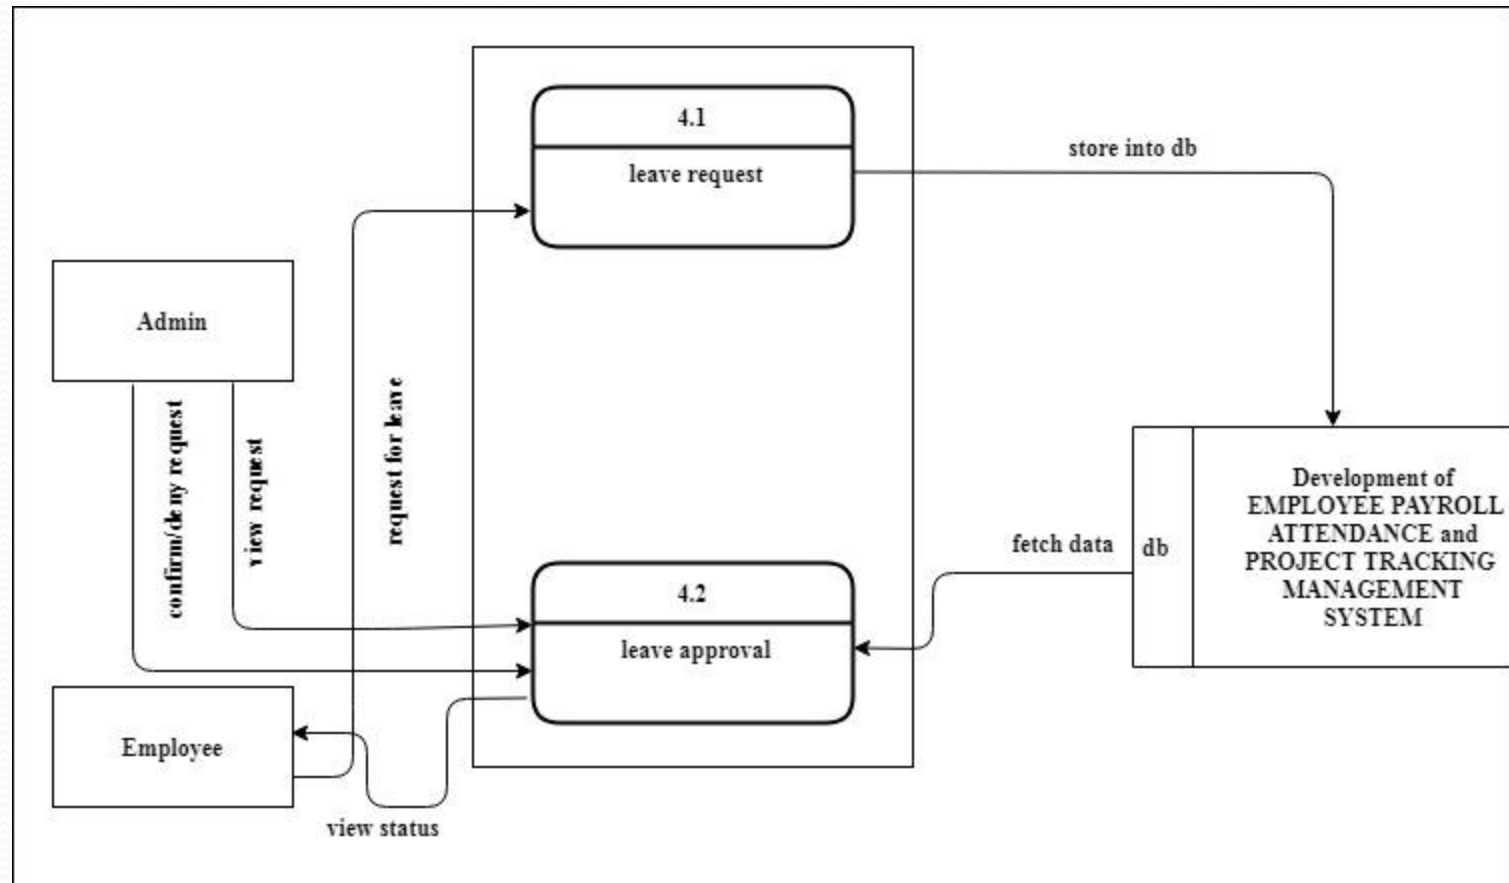 4.1
leave request
store into db
Admin
confirm/deny request
view request
request for leave
Development of
EMPLOYEE PAYROLL
ATTENDANCE and
PROJECT TRACKING
MANAGEMENT
SYSTEM
fetch data
db
4.2
leave approval
Employee
view status